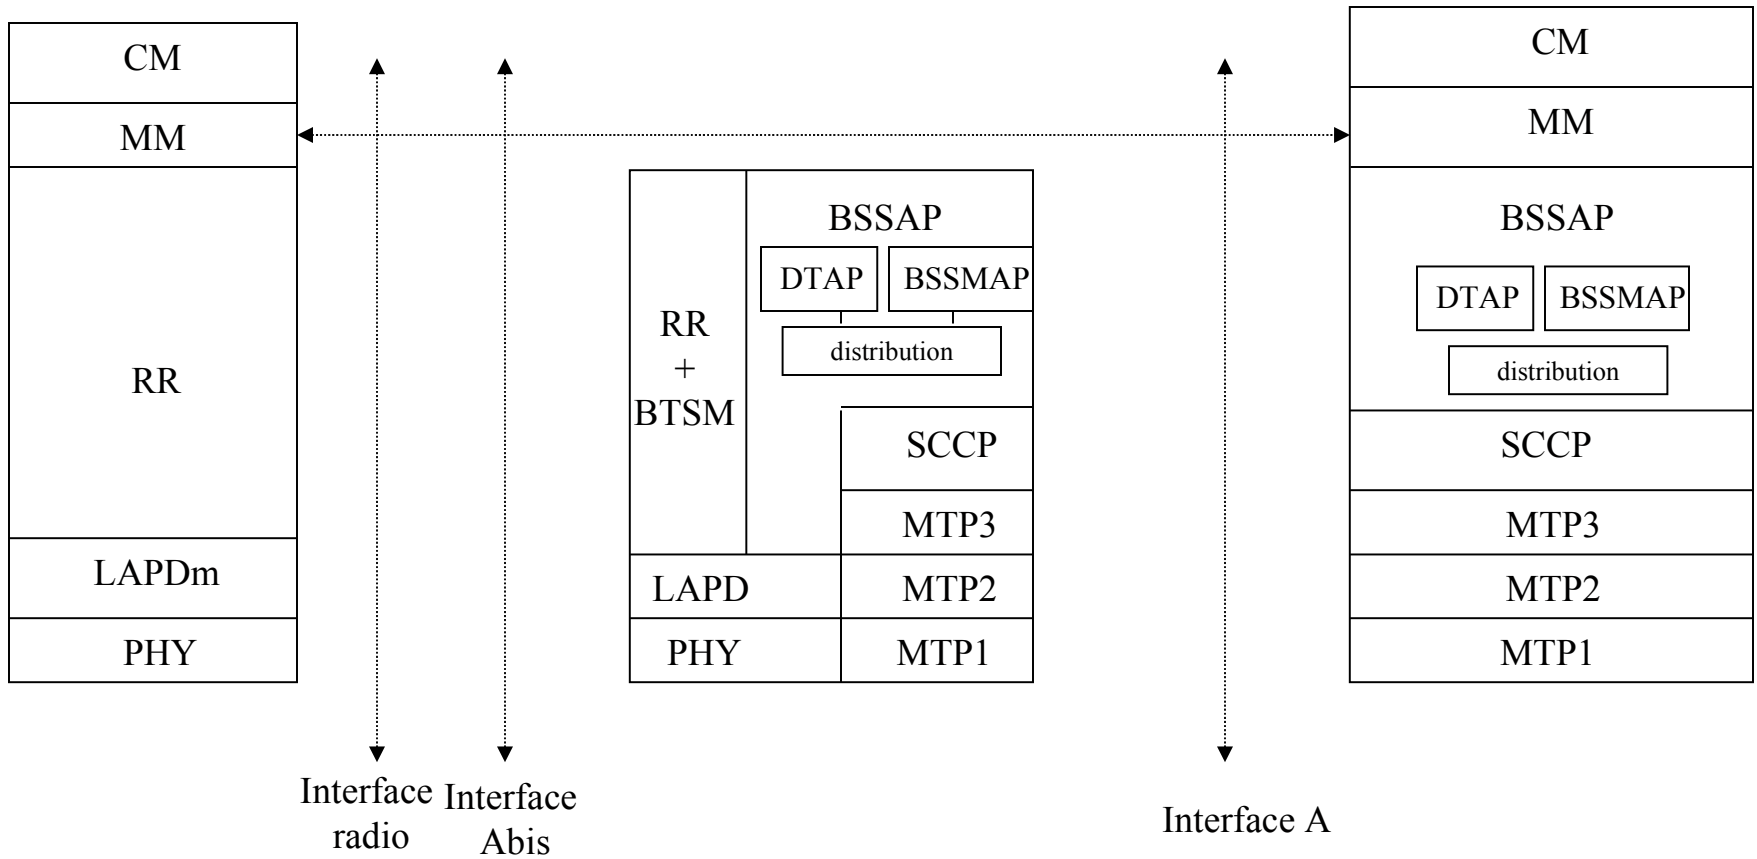 CM
MM
RR
LAPDm
PHY
Interface
radio
Interface
Abis
RR
+
BTSM
BSSAP
DTAP
BSSMAP
distribution
SCCP
MTP3
LAPD
MTP2
PHY
MTP1
Interface A
CM
MM
BSSAP
DTAP
BSSMAP
distribution
SCCP
MTP3
MTP2
MTP1